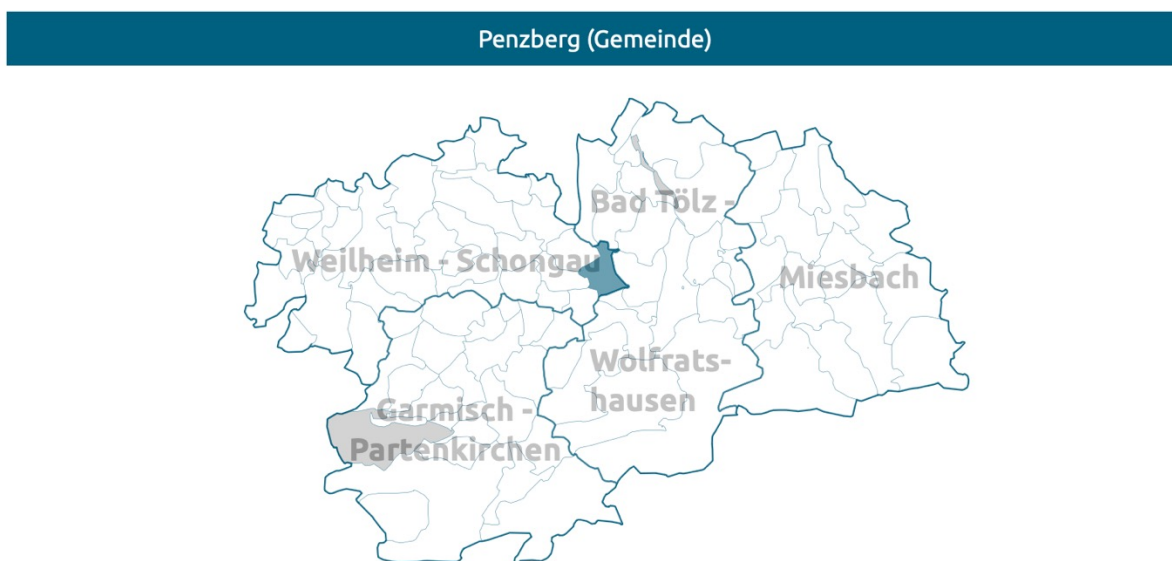 Penzberg (Gemeinde)
Bad Tölz -
Weilheim - Schongau
Miesbach
Wolfrats-
hausen
Garmisch -
Partenkirchen